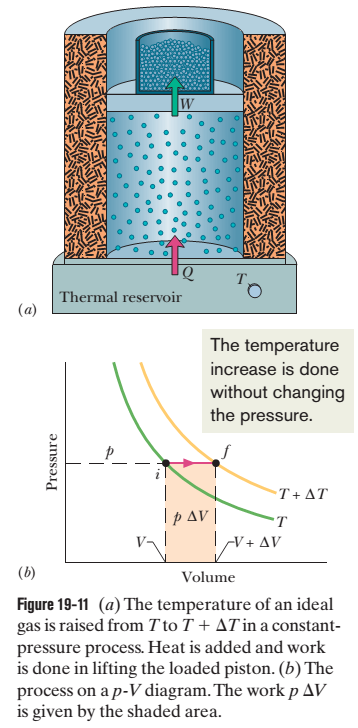 W
Q
T
Thermal reservoir
(a)
The temperature
increase is done
without changing
the pressure.
Pressure
p
i
f
T + ΔT
T
p ΔV
V
V + ΔV
(b)
Volume
Figure 19-11 (a) The temperature of an ideal
gas is raised from T to T + ΔT in a constant-
pressure process. Heat is added and work
is done in lifting the loaded piston. (b) The
process on a p-V diagram. The work p ΔV
is given by the shaded area.